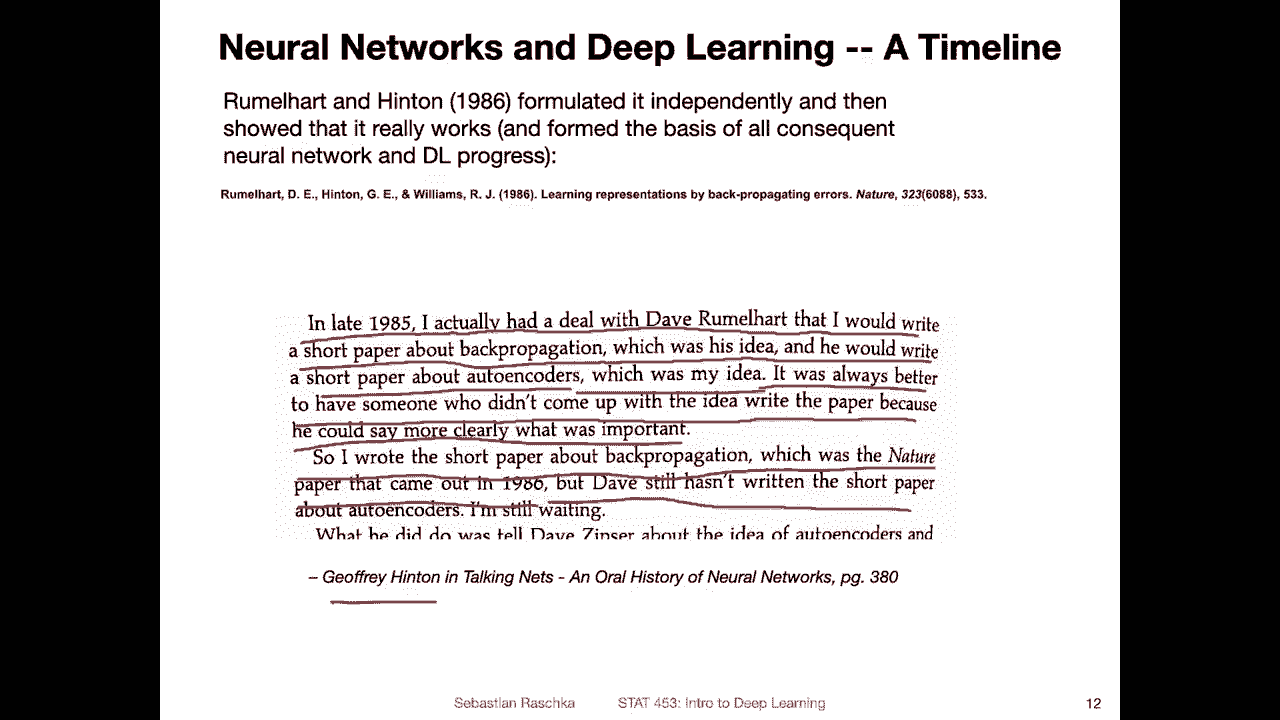 Neural Networks and Deep Learning -- A Timeline
Rumelhart and Hinton (1986) formulated it independently and then
showed that it really works (and formed the basis of all consequent
neural network and DL progress):
Rumelhart, D. E., Hinton, G. E., & Williams, R. J. (1986). Learning representations by back-propagating errors. Nature, 323(6088), 533.
In late 1985, I actually had a deal with Dave Rumelhart that I would write
a short paper about backpropagation, which was his idea, and he would write
a short paper about autoencoders, which was my idea. It was always better
to have someone who didn't come up with the idea write the paper because
he could say more clearly what was important.
So I wrote the short paper about backpropagation, which was the Nature
paper that came out in 1986, but Dave still hasn't written the short paper
about autoencoders. I'm still waiting.
What he did do was tell Dave Zipser about the idea of autoencoders and
– Geoffrey Hinton in Talking Nets - An Oral History of Neural Networks, pg. 380
Sebastian Raschka STAT 453: Intro to Deep Learning 12